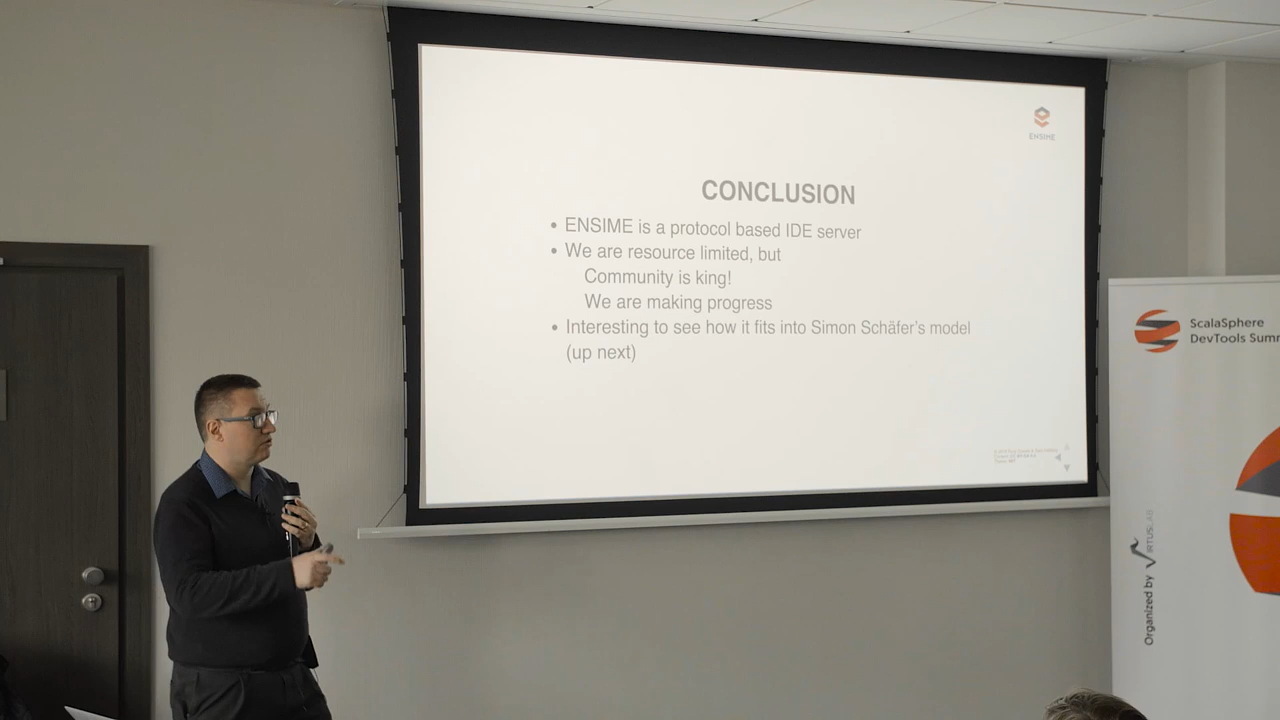 ENSIME
CONCLUSION
• ENSIME is a protocol based IDE server
• We are resource limited, but
Community is king!
We are making progress
• Interesting to see how it fits into Simon Schäfer's model
(up next)
ScalaSphere
DevTools Summ
Organized by VIRTUSLAB